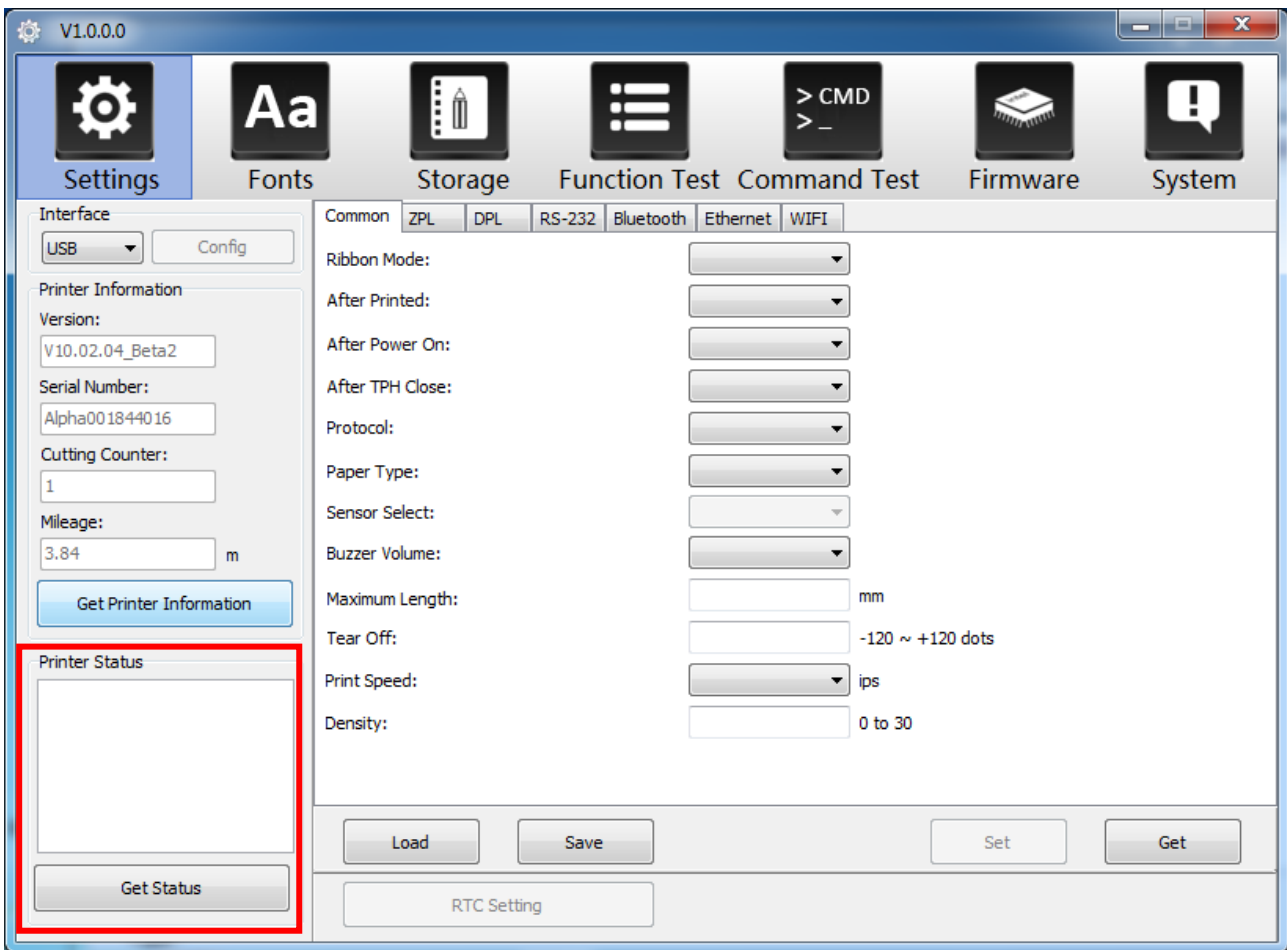 V1.0.0.0
Aa
> CMD
> _
Settings Fonts Storage Function Test Command Test Firmware System
Interface
USB Config
Printer Information
Version:
V10.02.04_Beta2
Serial Number:
Alpha001844016
Cutting Counter:
1
Mileage:
3.84 m
Get Printer Information
Printer Status
Get Status
Common ZPL DPL RS-232 Bluetooth Ethernet WIFI
Ribbon Mode:
After Printed:
After Power On:
After TPH Close:
Protocol:
Paper Type:
Sensor Select:
Buzzer Volume:
Maximum Length: mm
Tear Off: -120 ~ +120 dots
Print Speed: ips
Density: 0 to 30
Load Save Set Get
RTC Setting